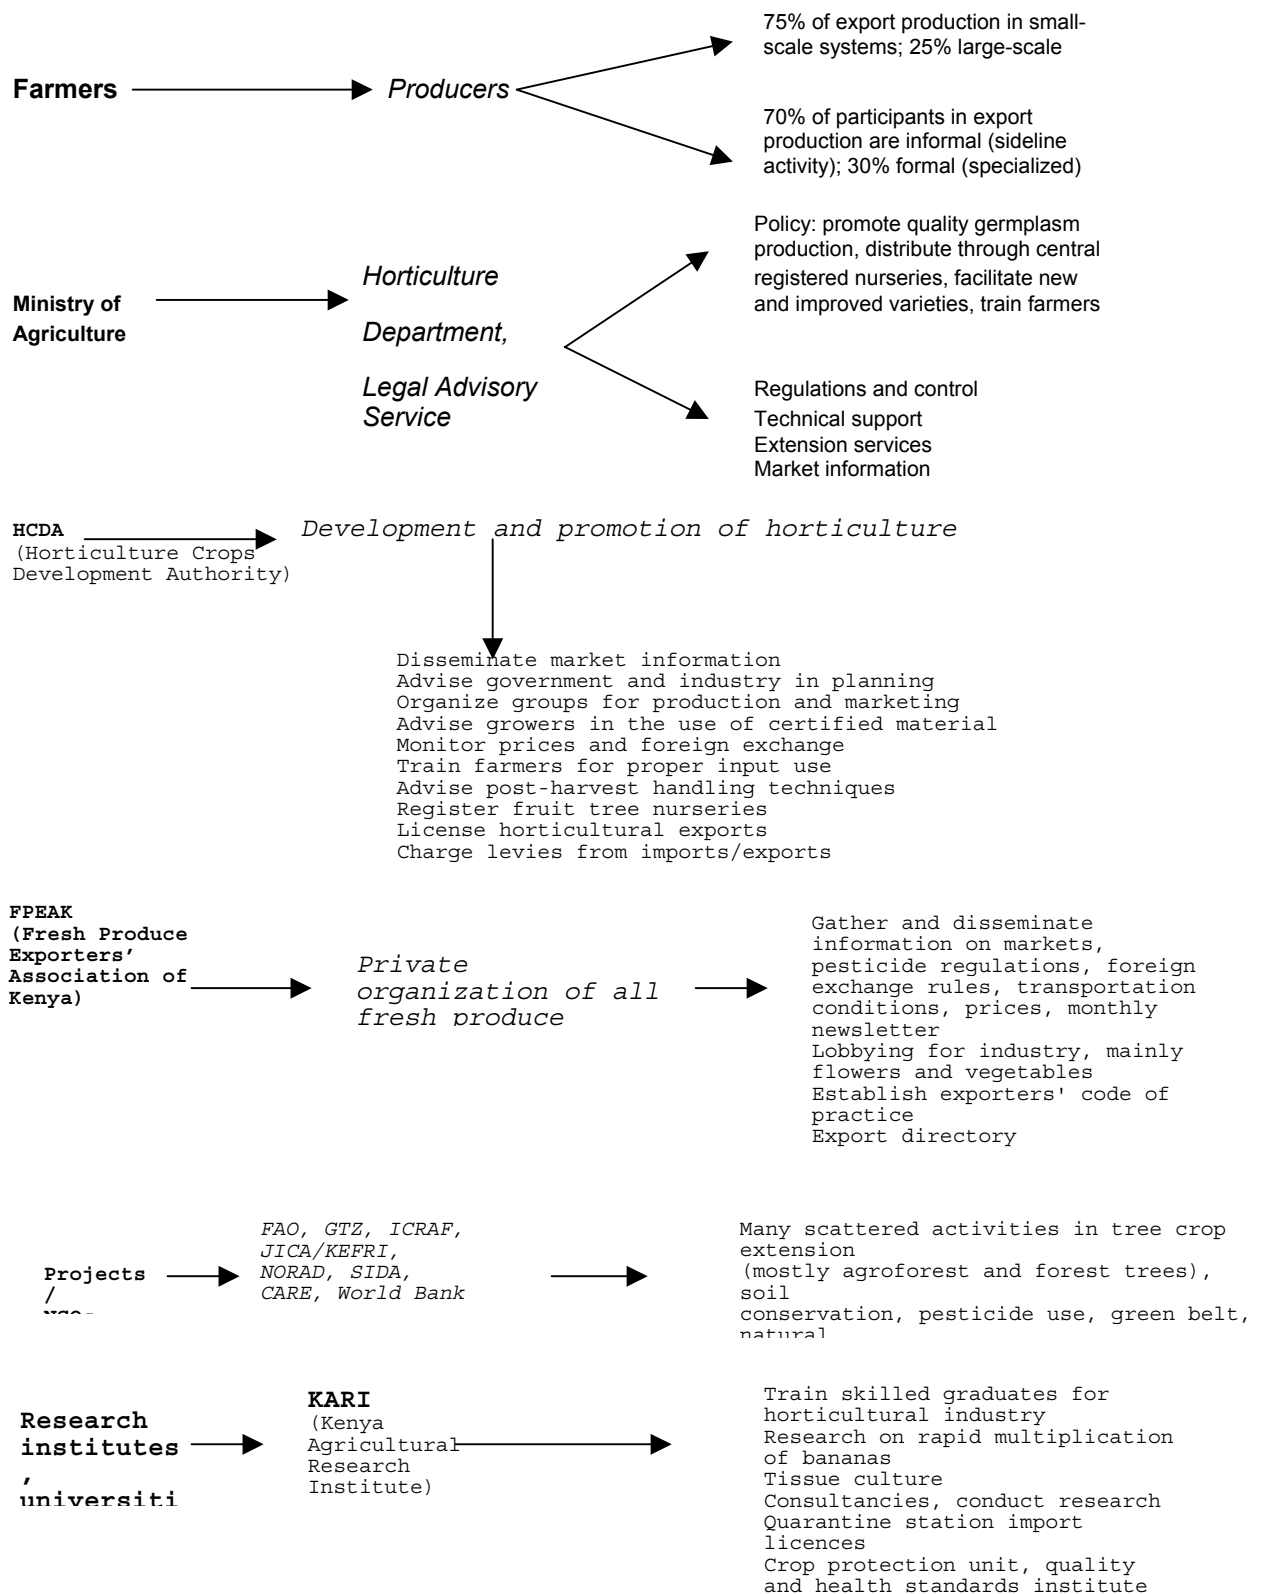 75% of export production in small-
scale systems; 25% large-scale
Farmers
Producers
70% of participants in export
production are informal (sideline
activity); 30% formal (specialized)
Policy: promote quality germplasm
production, distribute through central
registered nurseries, facilitate new
and improved varieties, train farmers
Horticulture
Department,
Legal Advisory
Service
Ministry of
Agriculture
Regulations and control
Technical support
Extension services
Market information
HCDA
(Horticulture Crops
Development Authority)
Development and promotion of horticulture
Disseminate market information
Advise government and industry in planning
Organize groups for production and marketing
Advise growers in the use of certified material
Monitor prices and foreign exchange
Train farmers for proper input use
Advise post-harvest handling techniques
Register fruit tree nurseries
License horticultural exports
Charge levies from imports/exports
FPEAK
(Fresh Produce
Exporters’
Association of
Kenya)
Private
organization of all
fresh produce
Gather and disseminate
information on markets,
pesticide regulations, foreign
exchange rules, transportation
conditions, prices, monthly
newsletter
Lobbying for industry, mainly
flowers and vegetables
Establish exporters' code of
practice
Export directory
Projects
/
FAO, GTZ, ICRAF,
JICA/KEFRI,
NORAD, SIDA,
CARE, World Bank
Many scattered activities in tree crop
extension
(mostly agroforest and forest trees),
soil
conservation, pesticide use, green belt,
natural
Research
institutes
,
universiti
KARI
(Kenya
Agricultural
Research
Institute)
Train skilled graduates for
horticultural industry
Research on rapid multiplication
of bananas
Tissue culture
Consultancies, conduct research
Quarantine station import
licences
Crop protection unit, quality
and health standards institute